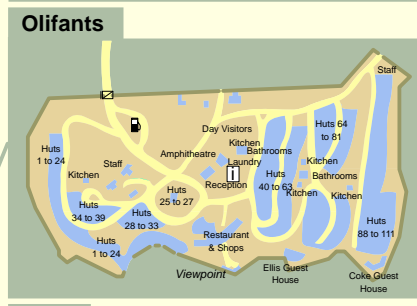 Olifants
Staff
Day Visitors
Huts 64
to 81
Kitchen
Bathrooms
Huts
1 to 24
Amphitheatre
Laundry
Kitchen
Staff
Kitchen
i
Huts
40 to 63
Bathrooms
Reception
Huts
25 to 27
Kitchen
Kitchen
Huts
34 to 39
Huts
28 to 33
Huts
88 to 111
Restaurant
& Shops
Huts
1 to 24
Viewpoint
Ellis Guest
House
Coke Guest
House